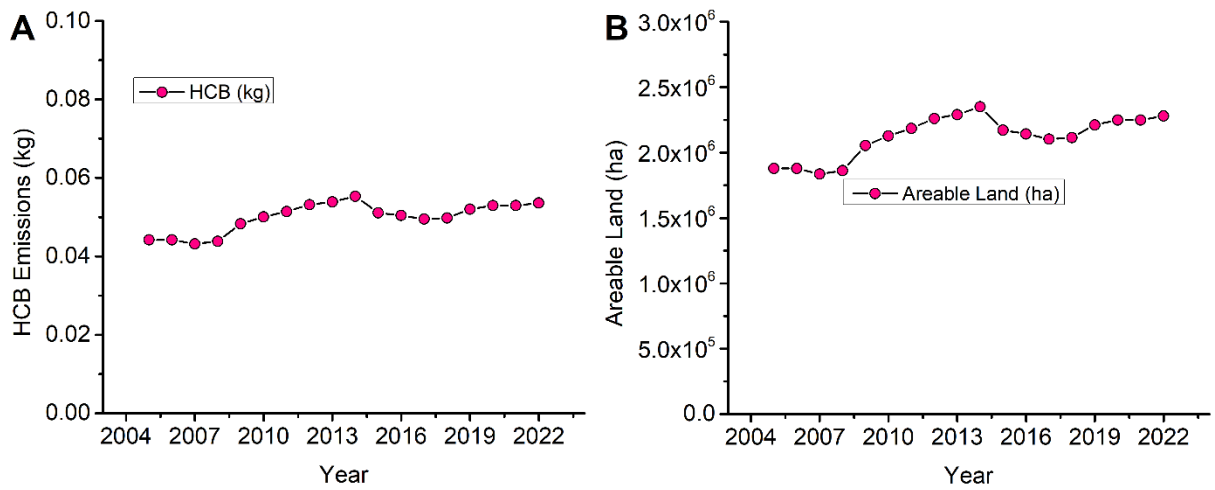 A
HCB Emissions (kg)
0.10
0.08
0.06
0.04
0.02
0.00
HCB (kg)
2004 2007 2010 2013 2016 2019 2022
Year
B
Areable Land (ha)
3.0x10⁶
2.5x10⁶
2.0x10⁶
1.5x10⁶
1.0x10⁶
5.0x10⁵
0.0
Areable Land (ha)
2004 2007 2010 2013 2016 2019 2022
Year